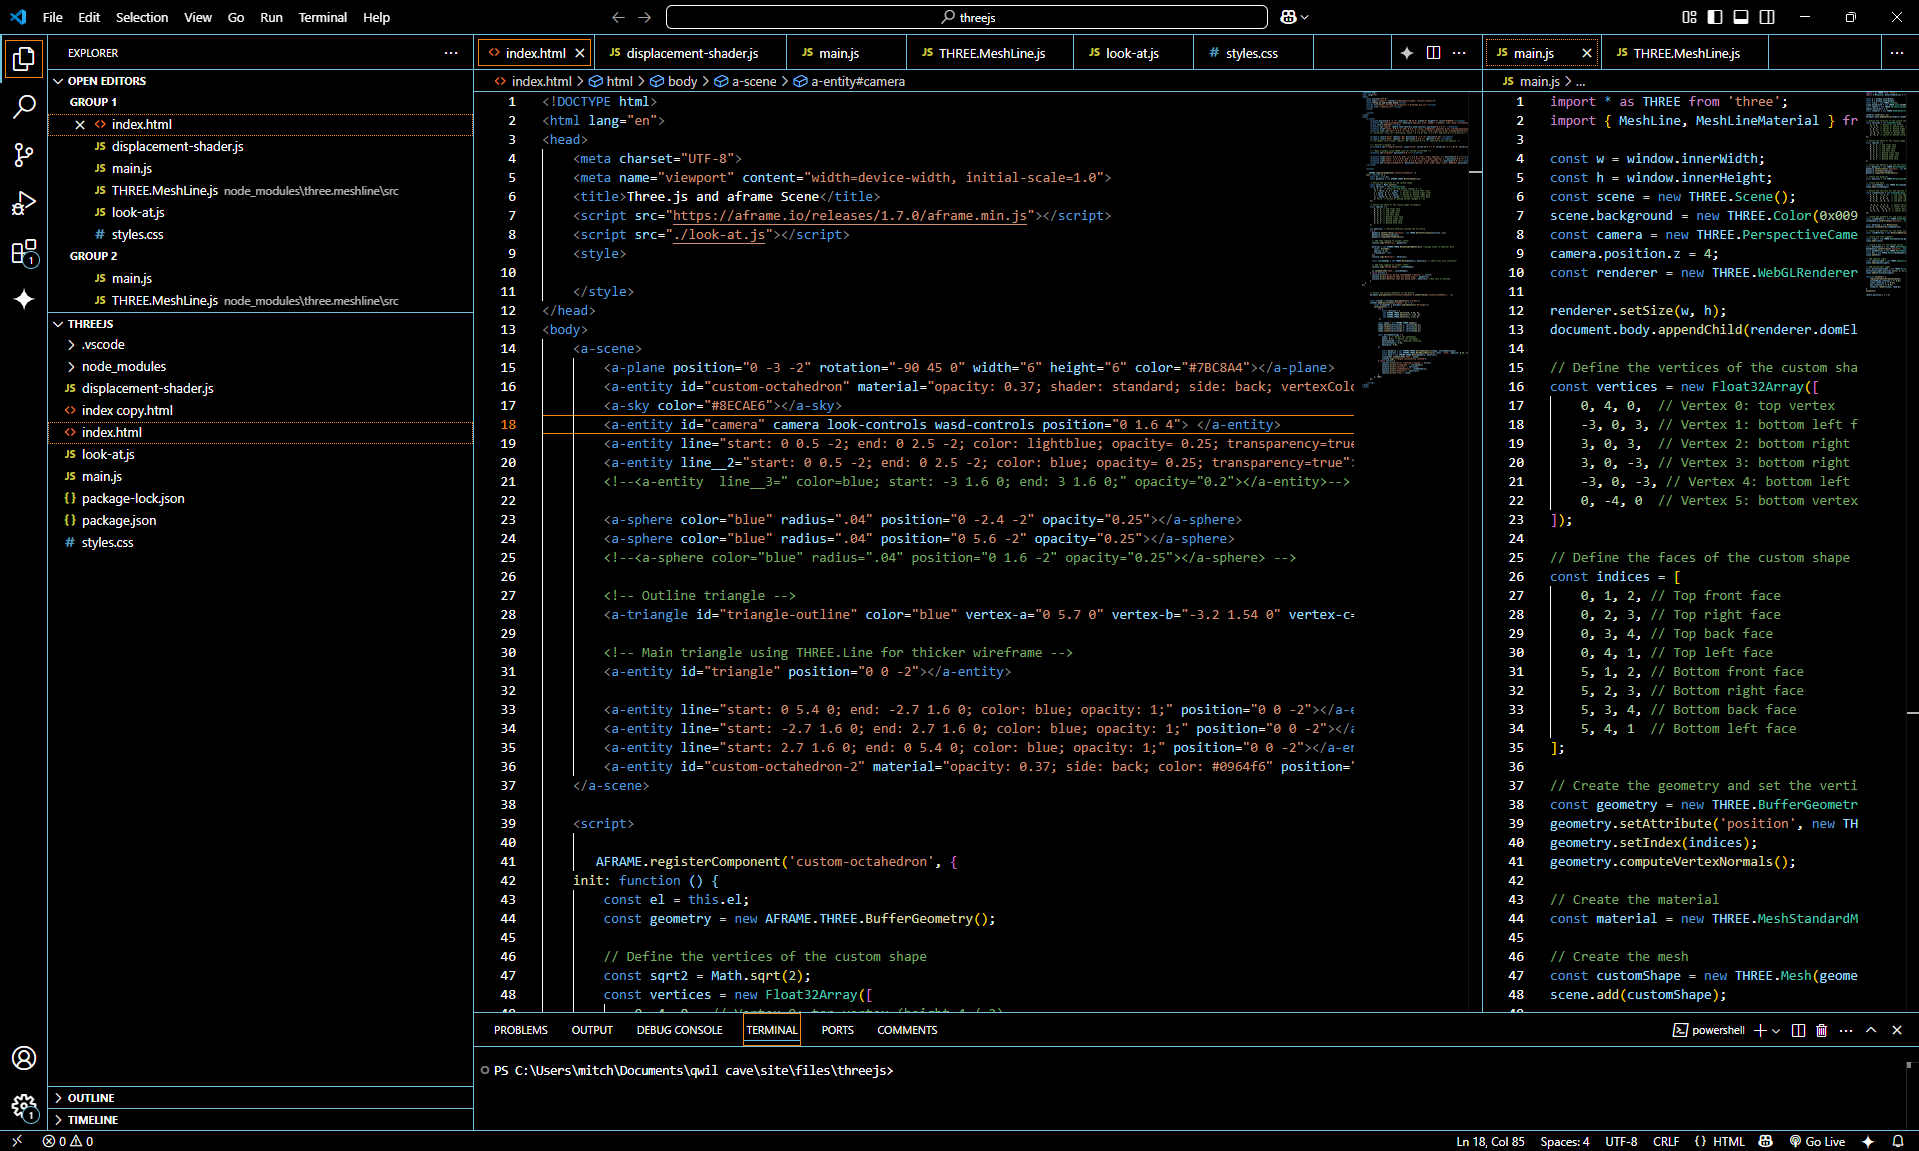 File Edit Selection View Go Run Terminal Help
threejs
EXPLORER
OPEN EDITORS
GROUP 1
index.html
JS displacement-shader.js
JS main.js
JS THREE.MeshLine.js node_modules\three.meshline\src
JS look-at.js
# styles.css
GROUP 2
JS main.js
JS THREE.MeshLine.js node_modules\three.meshline\src
THREEJS
.vscode
node_modules
JS displacement-shader.js
index copy.html
index.html
JS look-at.js
JS main.js
{} package-lock.json
{} package.json
# styles.css
OUTLINE
TIMELINE
index.html JS displacement-shader.js JS main.js JS THREE.MeshLine.js JS look-at.js # styles.css
index.html > html > body > a-scene > a-entity#camera
1 <!DOCTYPE html>
2 <html lang="en">
3 <head>
4 <meta charset="UTF-8">
5 <meta name="viewport" content="width=device-width, initial-scale=1.0">
6 <title>Three.js and aframe Scene</title>
7 <script src="https://aframe.io/releases/1.7.0/aframe.min.js"></script>
8 <script src="./look-at.js"></script>
9 <style>
10
11 </style>
12 </head>
13 <body>
14 <a-scene>
15 <a-plane position="0 -3 -2" rotation="-90 45 0" width="6" height="6" color="#7BC8A4"></a-plane>
16 <a-entity id="custom-octahedron" material="opacity: 0.37; shader: standard; side: back; vertexColo
17 <a-sky color="#8ECAE6"></a-sky>
18 <a-entity id="camera" camera look-controls wasd-controls position="0 1.6 4"> </a-entity>
19 <a-entity line="start: 0 0.5 -2; end: 0 2.5 -2; color: lightblue; opacity= 0.25; transparency=true
20 <a-entity line__2="start: 0 0.5 -2; end: 0 2.5 -2; color: blue; opacity= 0.25; transparency=true">
21 <!--<a-entity  line__3=" color=blue; start: -3 1.6 0; end: 3 1.6 0;" opacity="0.2"></a-entity>-->
22
23 <a-sphere color="blue" radius=".04" position="0 -2.4 -2" opacity="0.25"></a-sphere>
24 <a-sphere color="blue" radius=".04" position="0 5.6 -2" opacity="0.25"></a-sphere>
25 <!--<a-sphere color="blue" radius=".04" position="0 1.6 -2" opacity="0.25"></a-sphere> -->
26
27 <!-- Outline triangle -->
28 <a-triangle id="triangle-outline" color="blue" vertex-a="0 5.7 0" vertex-b="-3.2 1.54 0" vertex-c=
29
30 <!-- Main triangle using THREE.Line for thicker wireframe -->
31 <a-entity id="triangle" position="0 0 -2"></a-entity>
32
33 <a-entity line="start: 0 5.4 0; end: -2.7 1.6 0; color: blue; opacity: 1;" position="0 0 -2"></a-e
34 <a-entity line="start: -2.7 1.6 0; end: 2.7 1.6 0; color: blue; opacity: 1;" position="0 0 -2"></a
35 <a-entity line="start: 2.7 1.6 0; end: 0 5.4 0; color: blue; opacity: 1;" position="0 0 -2"></a-en
36 <a-entity id="custom-octahedron-2" material="opacity: 0.37; side: back; color: #0964f6" position="
37 </a-scene>
38
39 <script>
40
41 AFRAME.registerComponent('custom-octahedron', {
42 init: function () {
43 const el = this.el;
44 const geometry = new AFRAME.THREE.BufferGeometry();
45
46 // Define the vertices of the custom shape
47 const sqrt2 = Math.sqrt(2);
48 const vertices = new Float32Array([
JS main.js JS THREE.MeshLine.js
JS main.js > ...
1 import * as THREE from 'three';
2 import { MeshLine, MeshLineMaterial } fr
3
4 const w = window.innerWidth;
5 const h = window.innerHeight;
6 const scene = new THREE.Scene();
7 scene.background = new THREE.Color(0x009
8 const camera = new THREE.PerspectiveCame
9 camera.position.z = 4;
10 const renderer = new THREE.WebGLRenderer
11
12 renderer.setSize(w, h);
13 document.body.appendChild(renderer.domEl
14
15 // Define the vertices of the custom sha
16 const vertices = new Float32Array([
17 0, 4, 0,  // Vertex 0: top vertex
18 -3, 0, 3, // Vertex 1: bottom left f
19 3, 0, 3,  // Vertex 2: bottom right
20 3, 0, -3, // Vertex 3: bottom right
21 -3, 0, -3, // Vertex 4: bottom left
22 0, -4, 0  // Vertex 5: bottom vertex
23 ]);
24
25 // Define the faces of the custom shape
26 const indices = [
27 0, 1, 2, // Top front face
28 0, 2, 3, // Top right face
29 0, 3, 4, // Top back face
30 0, 4, 1, // Top left face
31 5, 1, 2, // Bottom front face
32 5, 2, 3, // Bottom right face
33 5, 3, 4, // Bottom back face
34 5, 4, 1  // Bottom left face
35 ];
36
37 // Create the geometry and set the verti
38 const geometry = new THREE.BufferGeometr
39 geometry.setAttribute('position', new TH
40 geometry.setIndex(indices);
41 geometry.computeVertexNormals();
42
43 // Create the material
44 const material = new THREE.MeshStandardM
45
46 // Create the mesh
47 const customShape = new THREE.Mesh(geome
48 scene.add(customShape);
PROBLEMS OUTPUT DEBUG CONSOLE TERMINAL PORTS COMMENTS
powershell
PS C:\Users\mitch\Documents\qwil cave\site\files\threejs>
0 0
Ln 18, Col 85 Spaces: 4 UTF-8 CRLF {} HTML Go Live